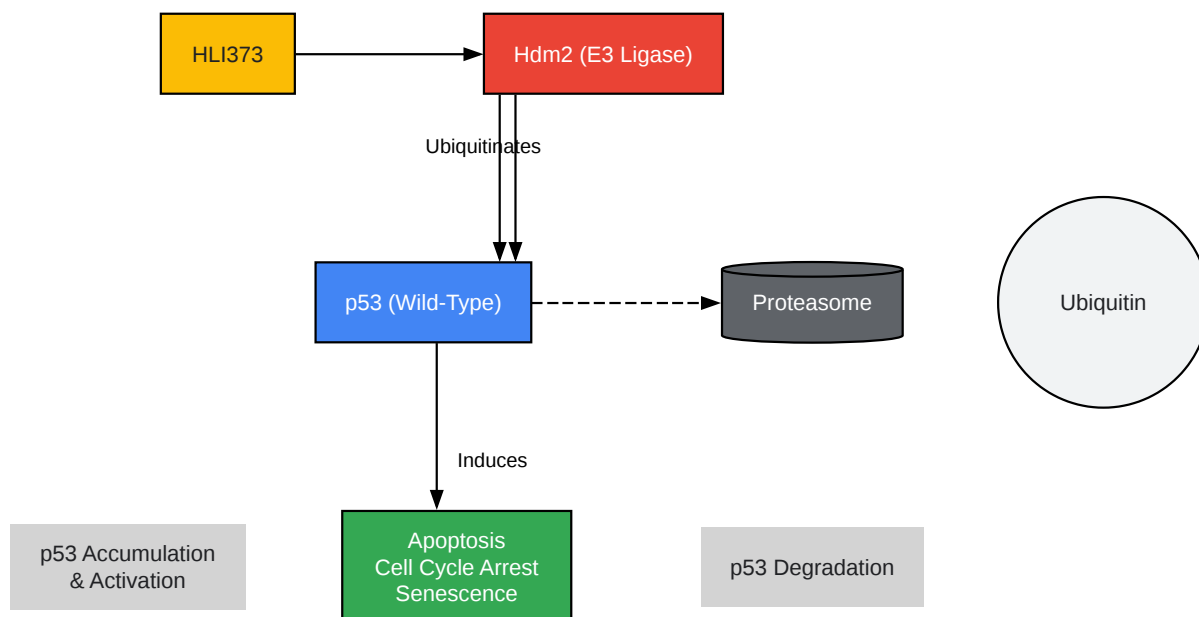 HLI373
Hdm2 (E3 Ligase)
Ubiquitinates
p53 (Wild-Type)
Proteasome
Ubiquitin
Induces
p53 Accumulation
& Activation
Apoptosis
Cell Cycle Arrest
Senescence
p53 Degradation